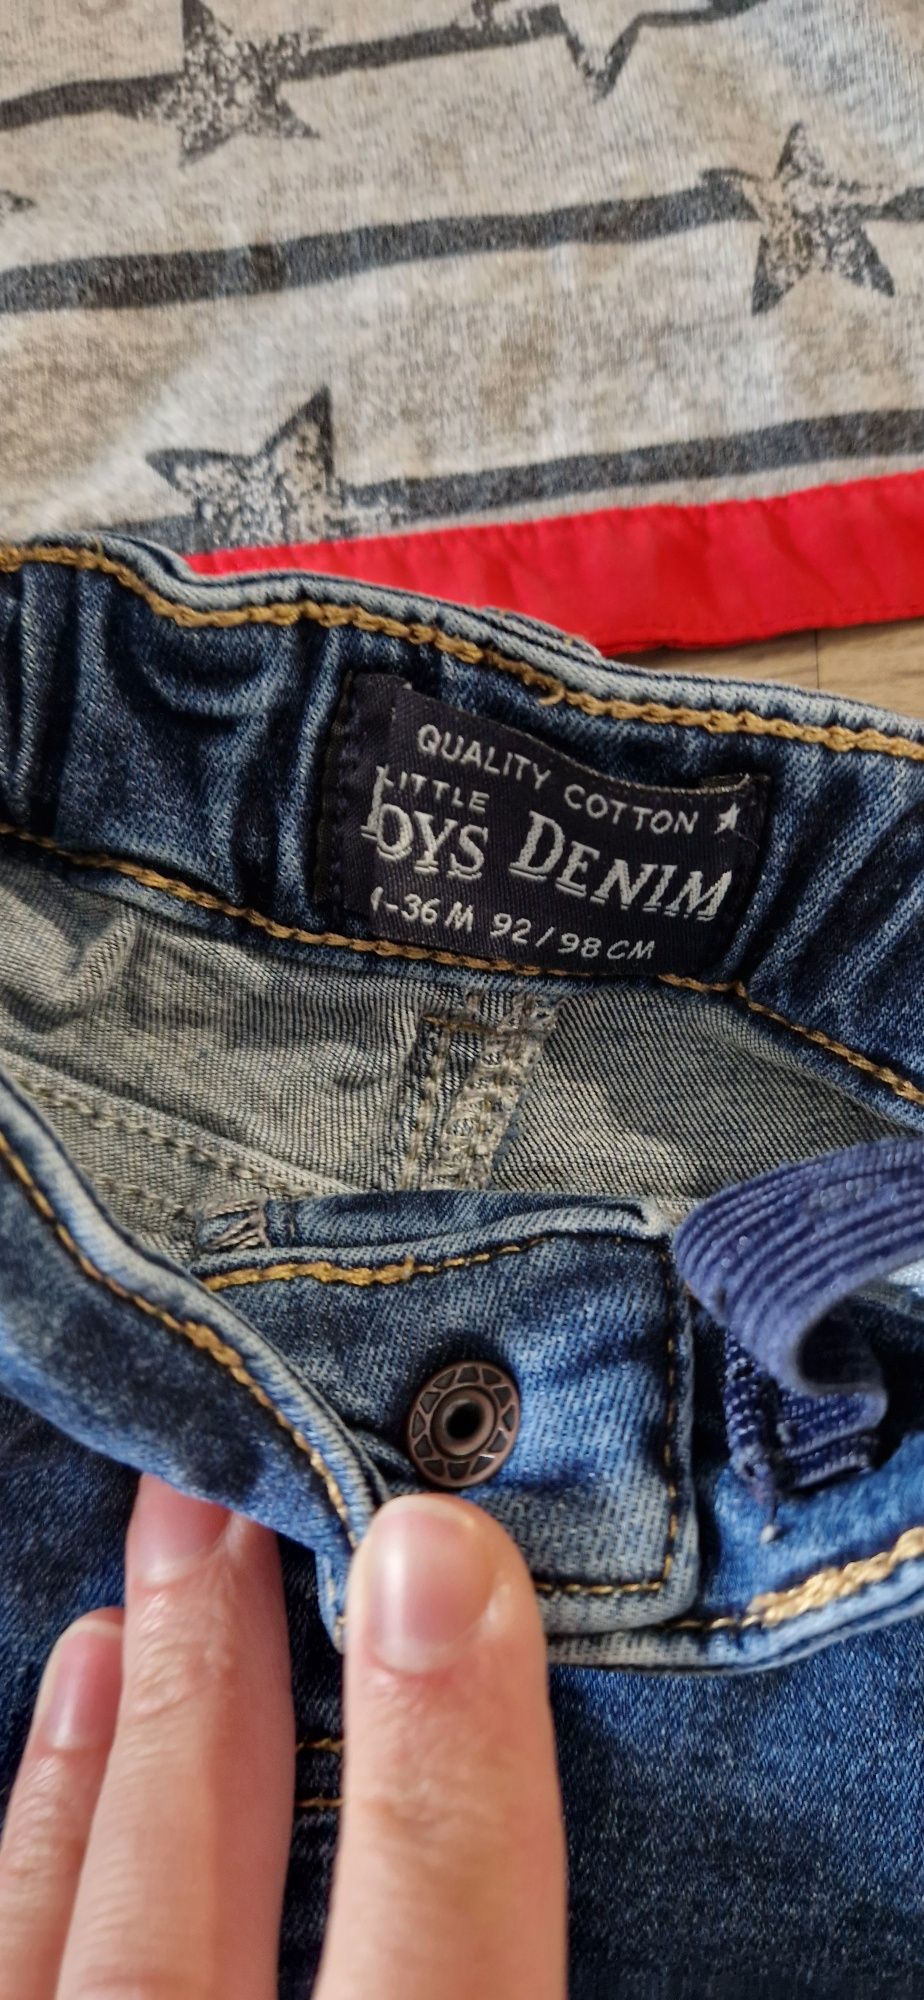 QUALITY COTTON
LITTLE
DENIM
-36 M 92/98 CM